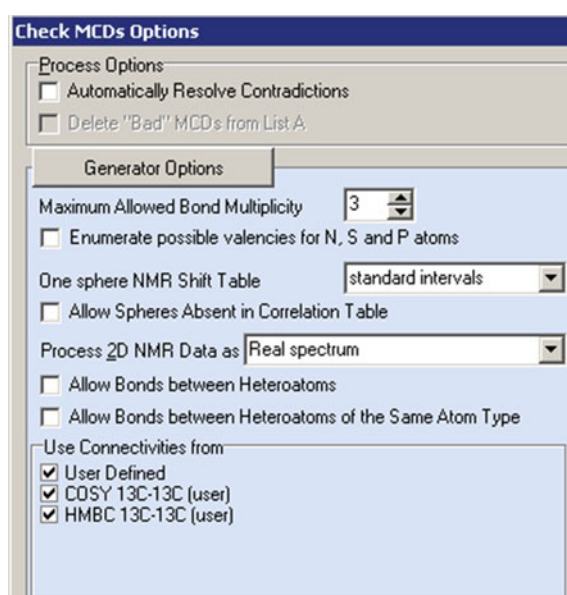 Check MCDs Options
Process Options
Automatically Resolve Contradictions
Delete "Bad" MCDs from List A
Generator Options
Maximum Allowed Bond Multiplicity 3
Enumerate possible valencies for N, S and P atoms
One sphere NMR Shift Table standard intervals
Allow Spheres Absent in Correlation Table
Process 2D NMR Data as Real spectrum
Allow Bonds between Heteroatoms
Allow Bonds between Heteroatoms of the Same Atom Type
Use Connectivities from
User Defined
COSY 13C-13C (user)
HMBC 13C-13C (user)